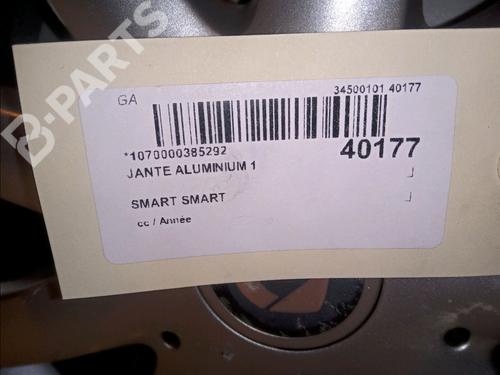 B-PARTS
GA
34500101 40177
*1070000385292
40177
JANTE ALUMINIUM 1
SMART SMART
cc / Année